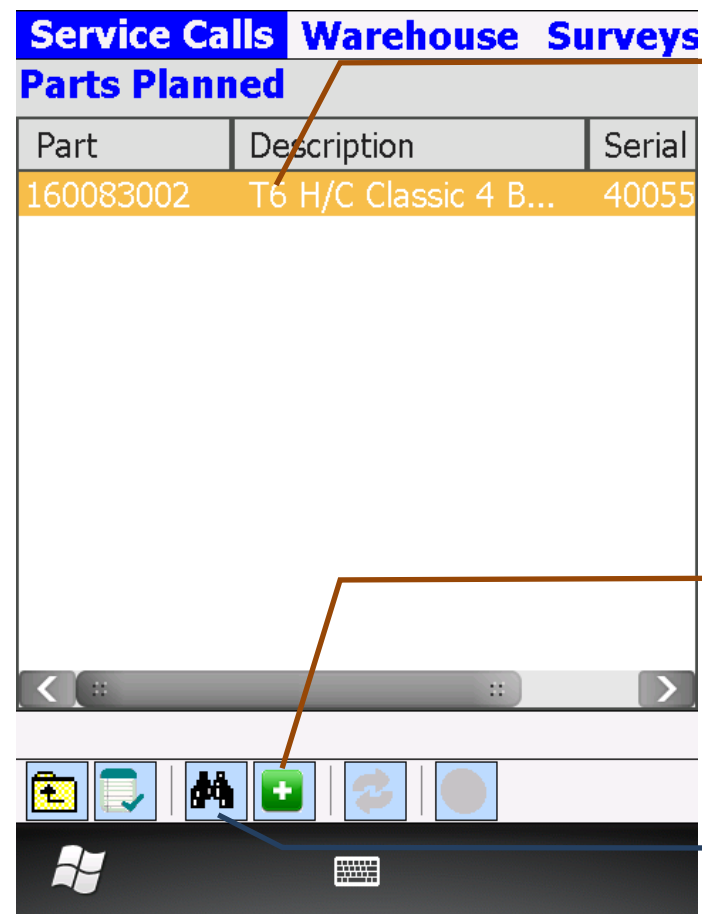 Service Calls Warehouse Surveys
Parts Planned
Part Description Serial
160083002 T6 H/C Classic 4 B... 40055